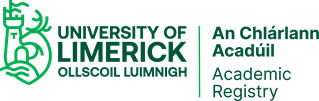 UNIVERSITY OF
LIMERICK
OLLSCOIL LUIMNIGH
An Chlárlann
Acadúil
Academic
Registry